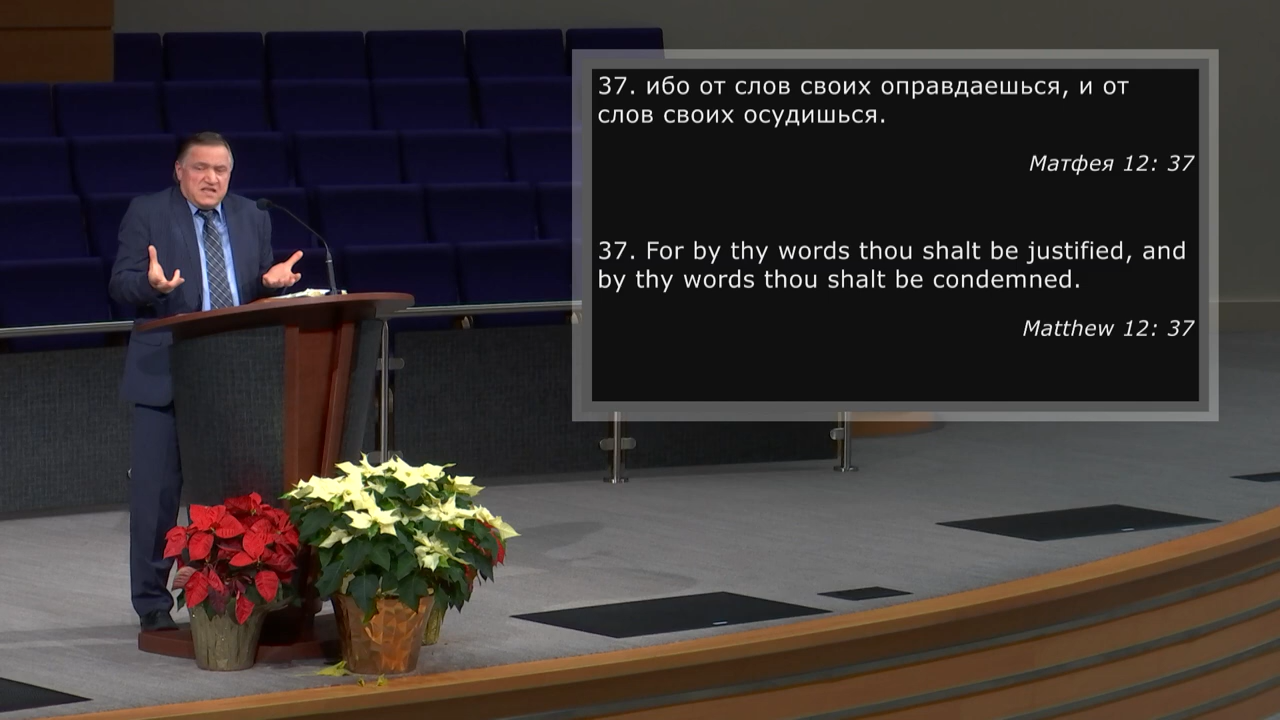 37. ибо от слов своих оправдаешься, и от
слов своих осудишься.
Матфея 12: 37
37. For by thy words thou shalt be justified, and
by thy words thou shalt be condemned.
Matthew 12: 37